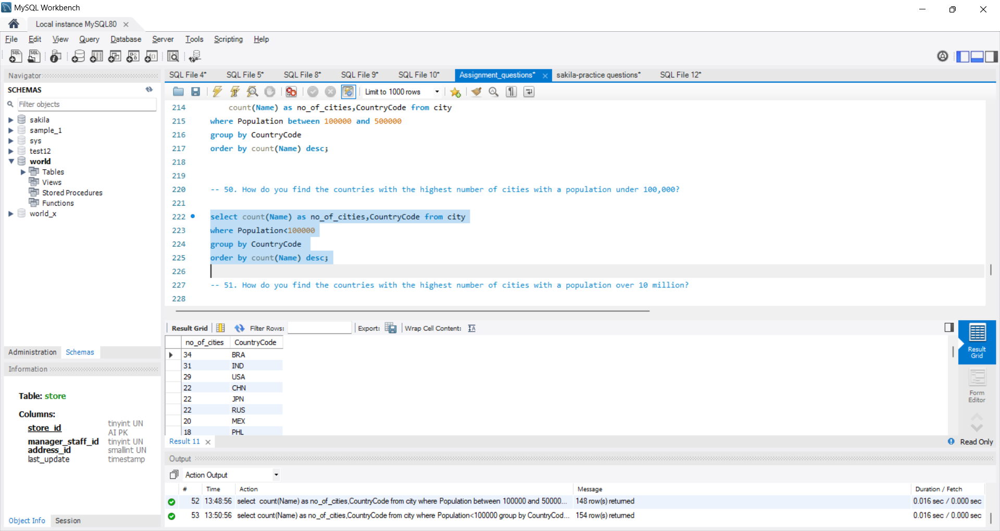 MySQL Workbench
Local instance MySQL80
File Edit View Query Database Server Tools Scripting Help
Navigator
SCHEMAS
Filter objects
sakila
sample_1
sys
test12
world
Tables
Views
Stored Procedures
Functions
world_x
Administration Schemas
Information
Table: store
Columns:
store_id tinyint UN
AI PK
manager_staff_id tinyint UN
address_id smallint UN
last_update timestamp
Object Info Session
SQL File 4* SQL File 5* SQL File 8* SQL File 9* SQL File 10* Assignment_questions* sakila-practice questions* SQL File 12*
Limit to 1000 rows
214 count(Name) as no_of_cities,CountryCode from city
215 where Population between 100000 and 500000
216 group by CountryCode
217 order by count(Name) desc;
218
219
220 -- 50. How do you find the countries with the highest number of cities with a population under 100,000?
221
222 select count(Name) as no_of_cities,CountryCode from city
223 where Population<100000
224 group by CountryCode
225 order by count(Name) desc;
226
227 -- 51. How do you find the countries with the highest number of cities with a population over 10 million?
228
Result Grid Filter Rows: Export: Wrap Cell Content:
no_of_cities CountryCode
34 BRA
31 IND
29 USA
22 CHN
22 JPN
22 RUS
20 MEX
18 PHL
Result
Grid
Form
Editor
Result 11
Read Only
Output
Action Output
# Time Action Message Duration / Fetch
52 13:48:56 select count(Name) as no_of_cities,CountryCode from city where Population between 100000 and 50000... 148 row(s) returned 0.016 sec / 0.000 sec
53 13:50:56 select count(Name) as no_of_cities,CountryCode from city where Population<100000 group by CountryCod... 154 row(s) returned 0.016 sec / 0.000 sec